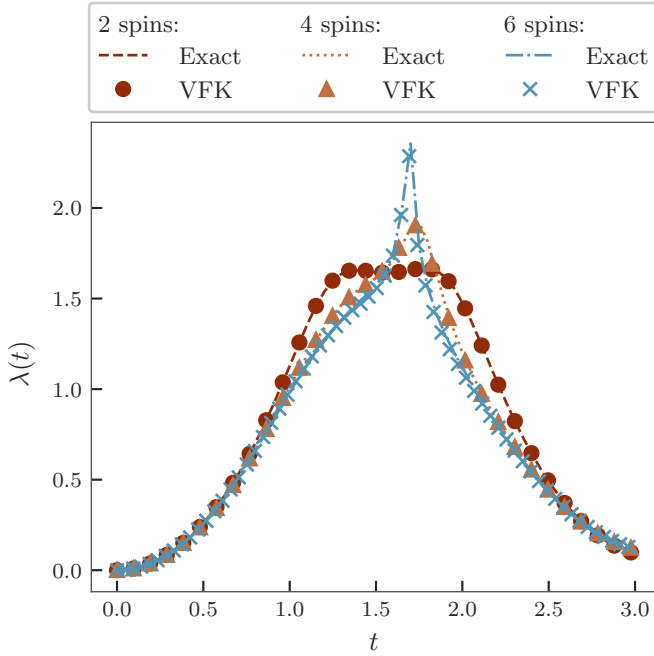 2 spins: 4 spins: 6 spins:
Exact Exact Exact
VFK VFK VFK
λ(t)
2.0
1.5
1.0
0.5
0.0
0.0 0.5 1.0 1.5 2.0 2.5 3.0
t